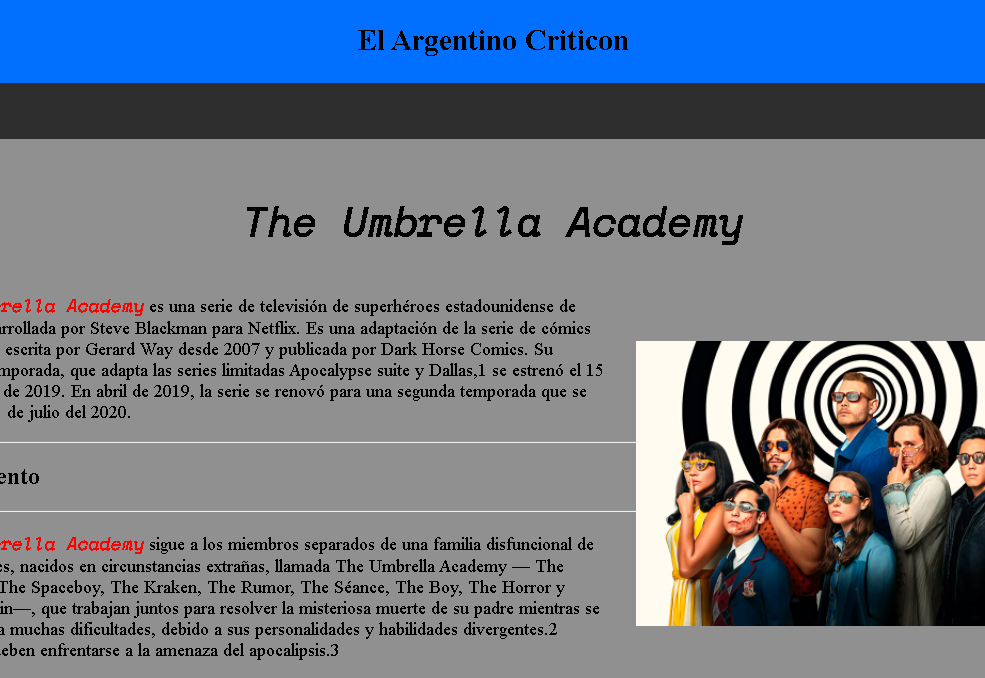 El Argentino Criticon
The Umbrella Academy
rella Academy es una serie de televisión de superhéroes estadounidense de
rrollada por Steve Blackman para Netflix. Es una adaptación de la serie de cómics
escrita por Gerard Way desde 2007 y publicada por Dark Horse Comics. Su
mporada, que adapta las series limitadas Apocalypse suite y Dallas,1 se estrenó el 15
de 2019. En abril de 2019, la serie se renovó para una segunda temporada que se
de julio del 2020.
ento
rella Academy sigue a los miembros separados de una familia disfuncional de
es, nacidos en circunstancias extrañas, llamada The Umbrella Academy — The
The Spaceboy, The Kraken, The Rumor, The Séance, The Boy, The Horror y
in—, que trabajan juntos para resolver la misteriosa muerte de su padre mientras se
a muchas dificultades, debido a sus personalidades y habilidades divergentes.2
eben enfrentarse a la amenaza del apocalipsis.3